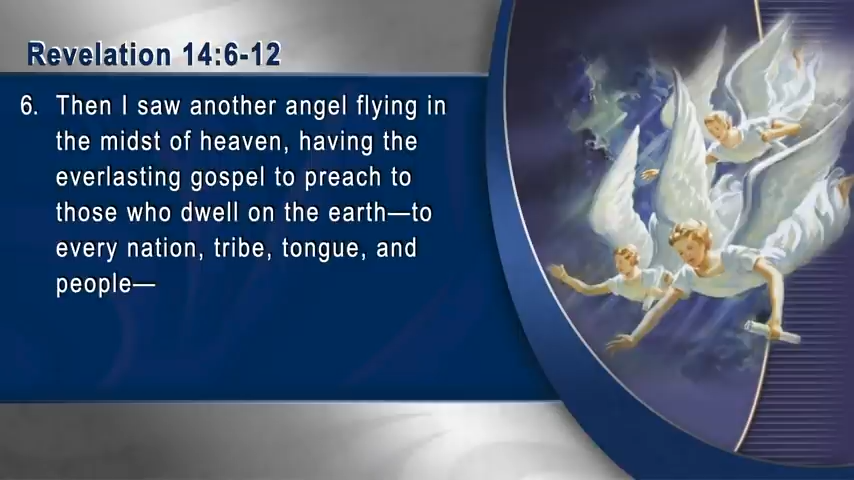 Revelation 14:6-12
6. Then I saw another angel flying in
the midst of heaven, having the
everlasting gospel to preach to
those who dwell on the earth—to
every nation, tribe, tongue, and
people—